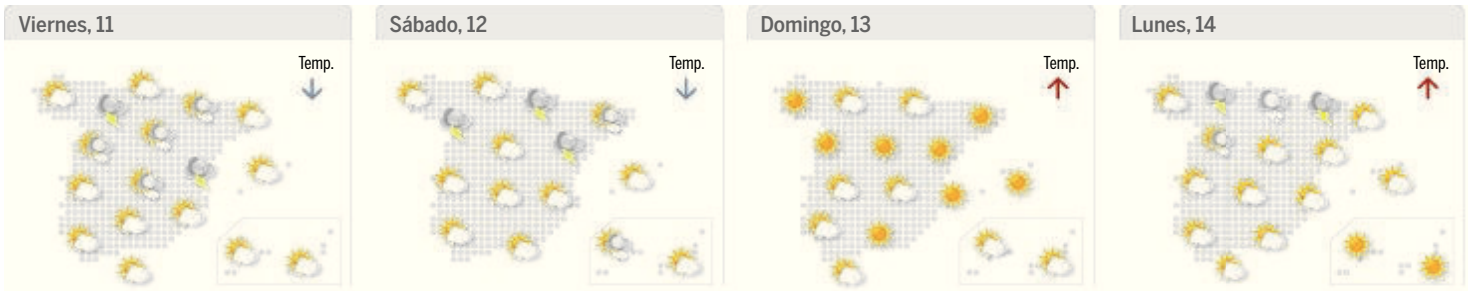 Viernes, 11
Temp.
Sábado, 12
Temp.
Domingo, 13
Temp.
Lunes, 14
Temp.